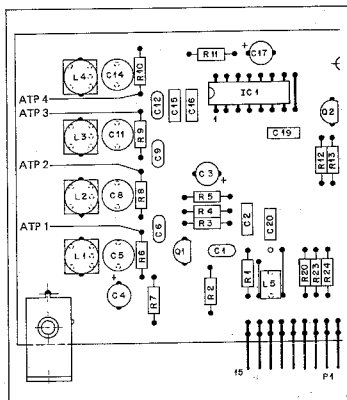 R10
R11
C17
+
L4
C14
ATP 4
C12
C15
C16
IC1
1
ATP 3
Q2
L3
C11
R9
C19
C9
R12
R13
ATP 2
C3
+
L2
C8
R8
R5
R4
R3
ATP 1
C6
C2
C20
L1
C5
R6
Q1
C1
R1
L5
R20
R23
R24
+
C4
R7
R2
15
P1